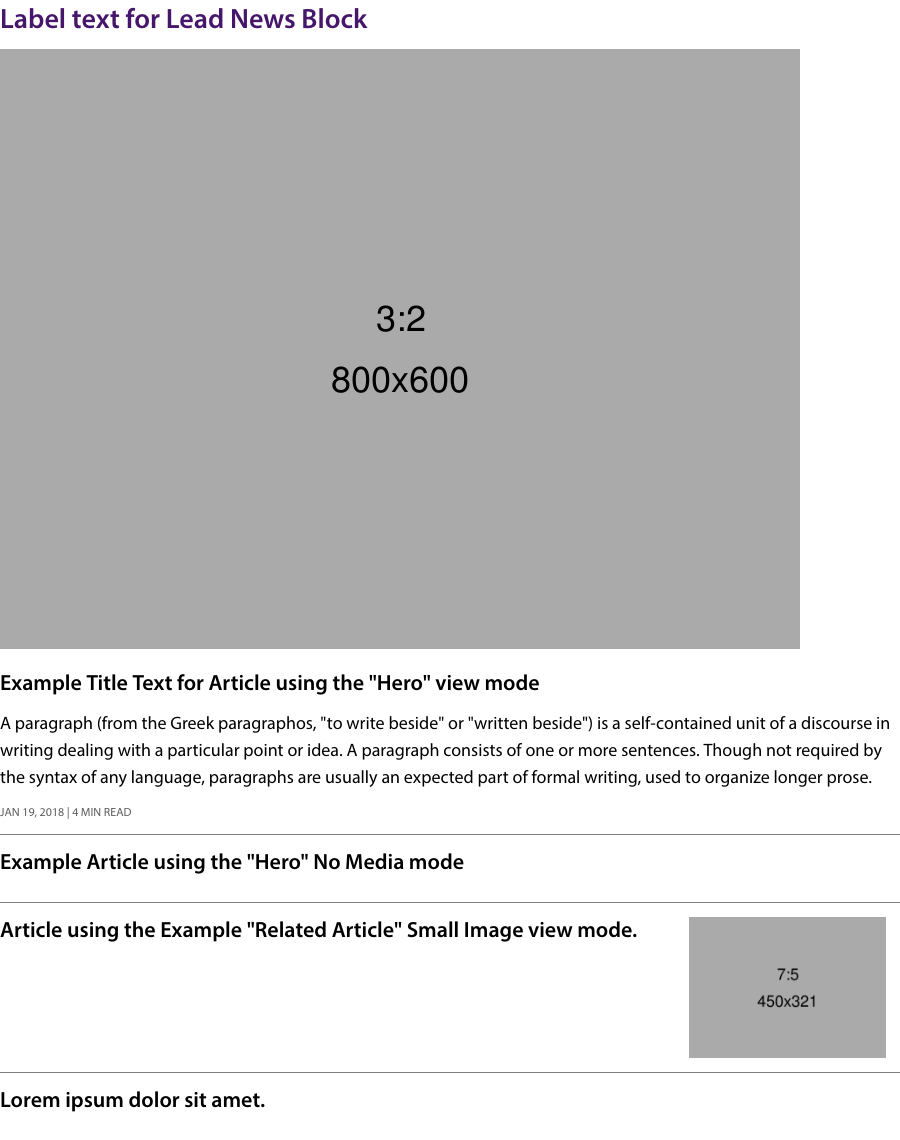 Label text for Lead News Block
3:2
800x600
Example Title Text for Article using the "Hero" view mode
A paragraph (from the Greek paragraphos, "to write beside" or "written beside") is a self-contained unit of a discourse in
writing dealing with a particular point or idea. A paragraph consists of one or more sentences. Though not required by
the syntax of any language, paragraphs are usually an expected part of formal writing, used to organize longer prose.
JAN 19, 2018 | 4 MIN READ
Example Article using the "Hero" No Media mode
Article using the Example "Related Article" Small Image view mode.
7:5
450x321
Lorem ipsum dolor sit amet.